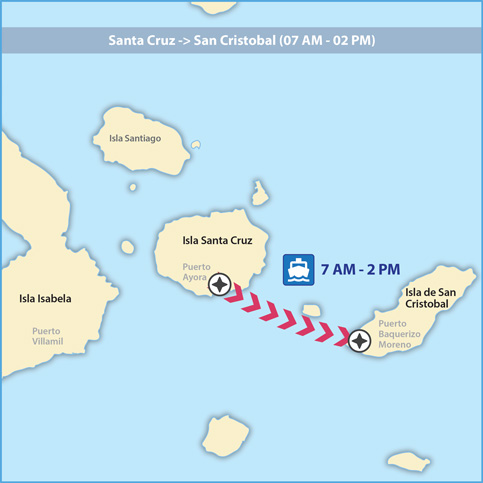 Santa Cruz -> San Cristobal (07 AM - 02 PM)
Isla Santiago
Isla Santa Cruz
Puerto
Ayora
7 AM - 2 PM
Isla Isabela
Puerto
Villamil
Isla de San
Cristobal
Puerto
Baquerizo
Moreno